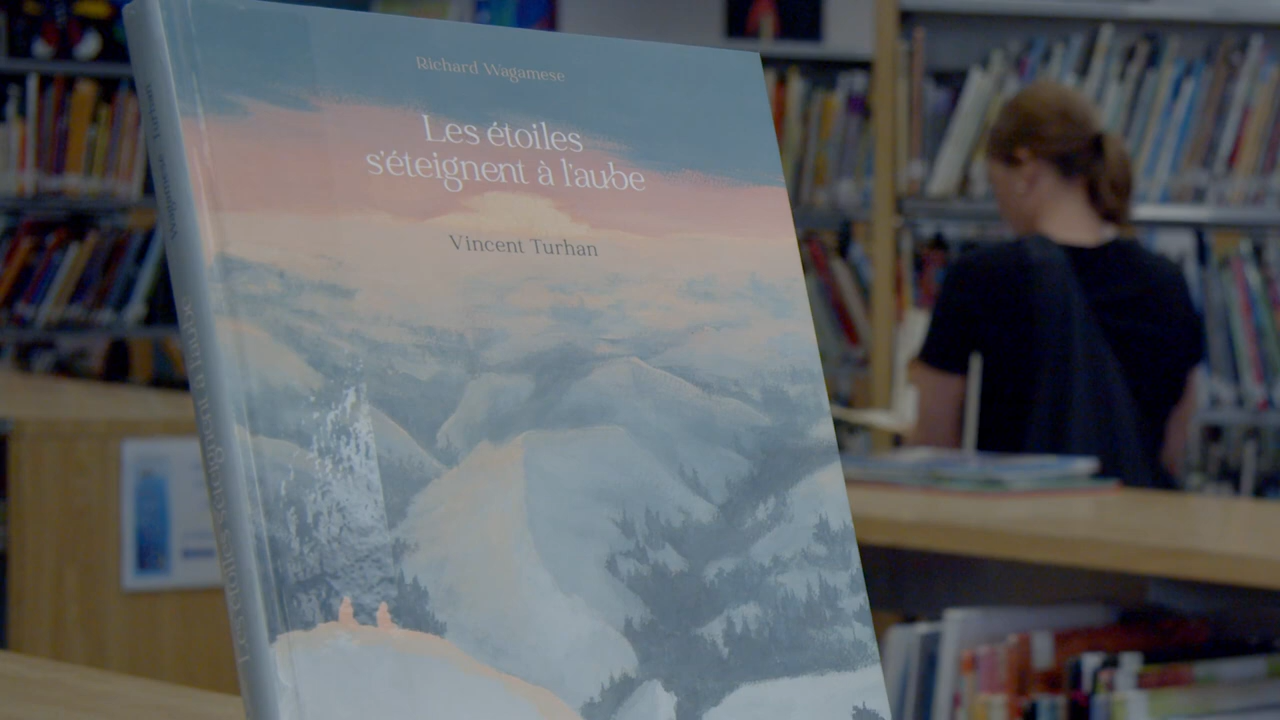 Richard Wagamese
Les étoiles
s'éteignent à l'aube
Vincent Turhan